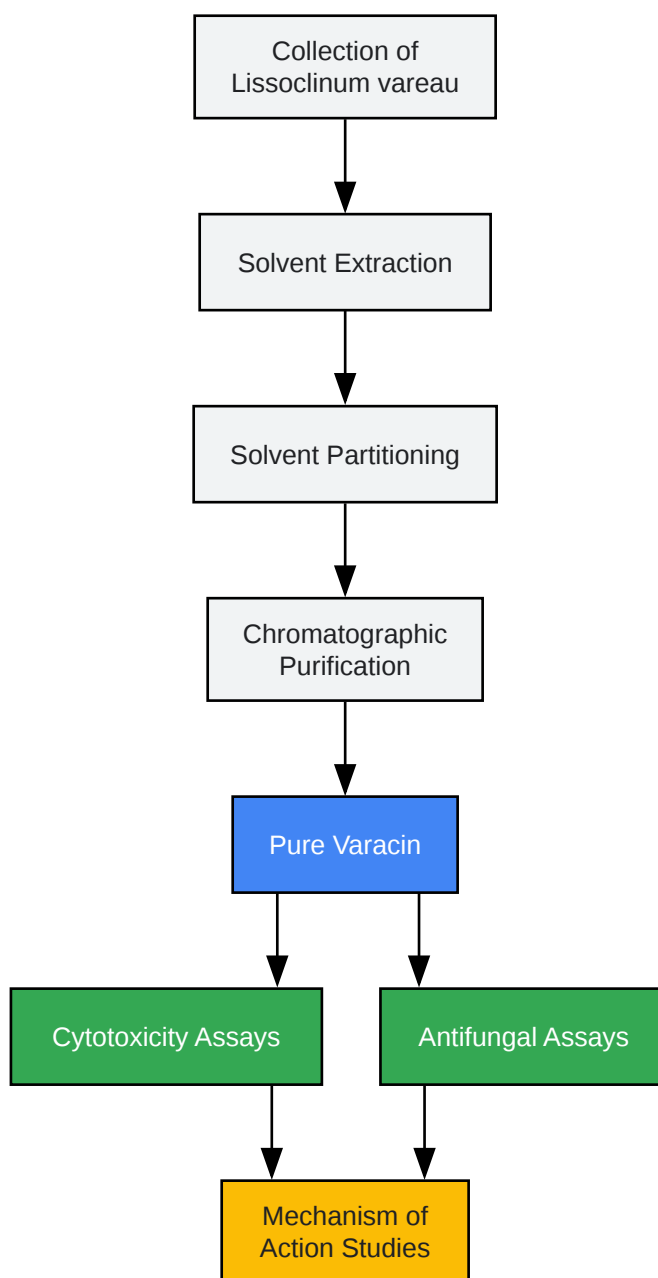 Collection of
Lissoclinum vareau
Solvent Extraction
Solvent Partitioning
Chromatographic
Purification
Pure Varacin
Cytotoxicity Assays
Antifungal Assays
Mechanism of
Action Studies